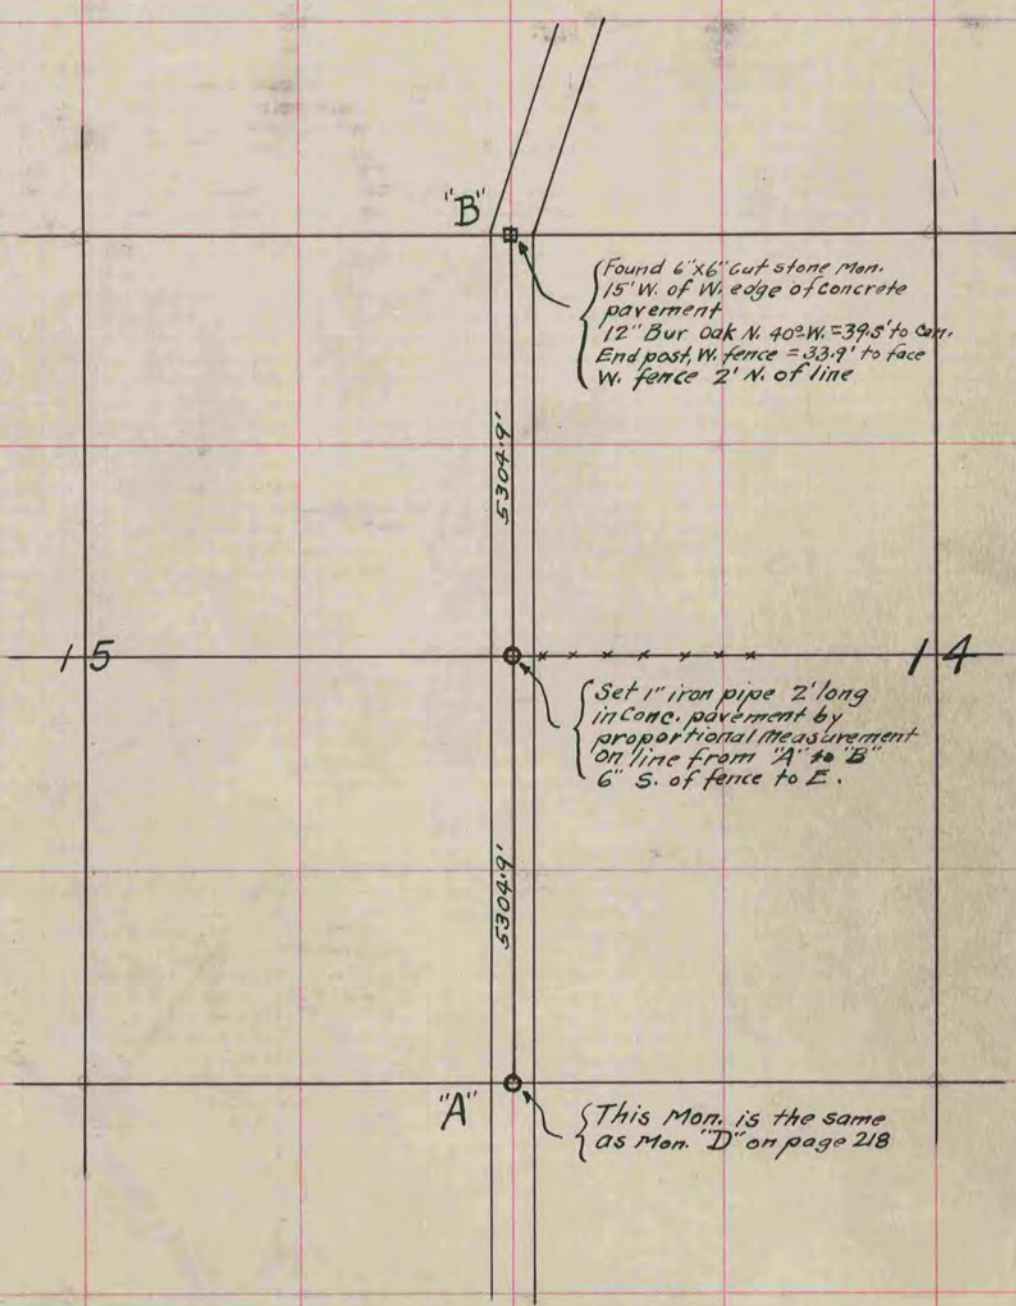 "B"
Found 6"x6" cut stone Mon.
15' W. of W. edge of concrete
pavement
12" Bur Oak N. 40° W. = 39.5' to Cen.
End post, W. fence = 33.9' to face
W. fence 2' N. of line
5304.9'
15
14
Set 1" iron pipe 2' long
in Conc. pavement by
proportional measurement
on line from "A" to "B"
6" S. of fence to E.
5304.9'
"A"
This Mon. is the same
as Mon. "D" on page 218